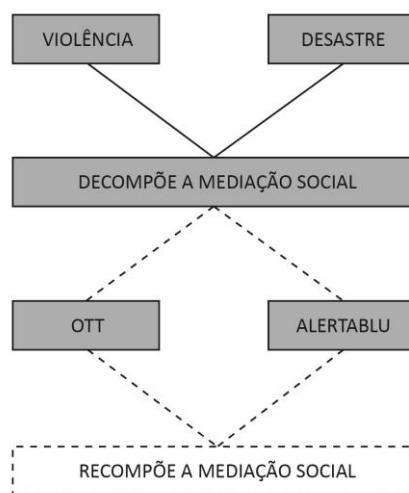 VIOLÊNCIA
DESASTRE
DECOMPÕE A MEDIAÇÃO SOCIAL
OTT
ALERTABLU
RECOMPÕE A MEDIAÇÃO SOCIAL